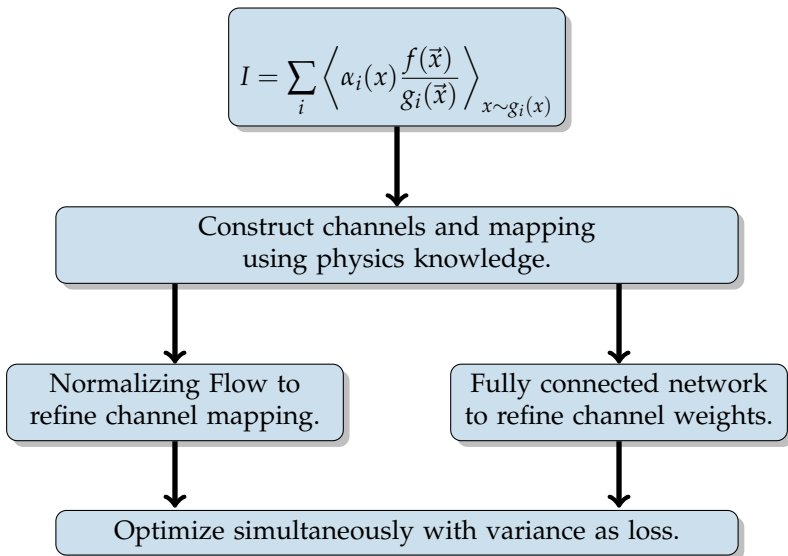 I = ∑_i ⟨ α_i(x) f(x⃗) / g_i(x⃗) ⟩_{x∼g_i(x)}
Construct channels and mapping
using physics knowledge.
Normalizing Flow to
refine channel mapping.
Fully connected network
to refine channel weights.
Optimize simultaneously with variance as loss.